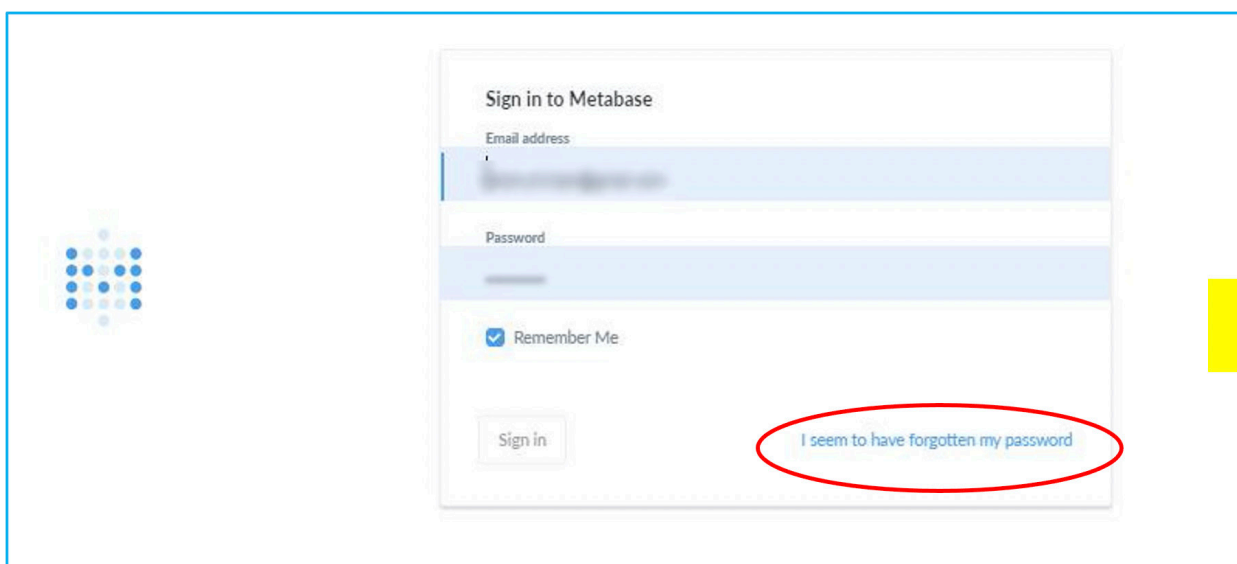 Sign in to Metabase
Email address
Password
Remember Me
Sign in
I seem to have forgotten my password